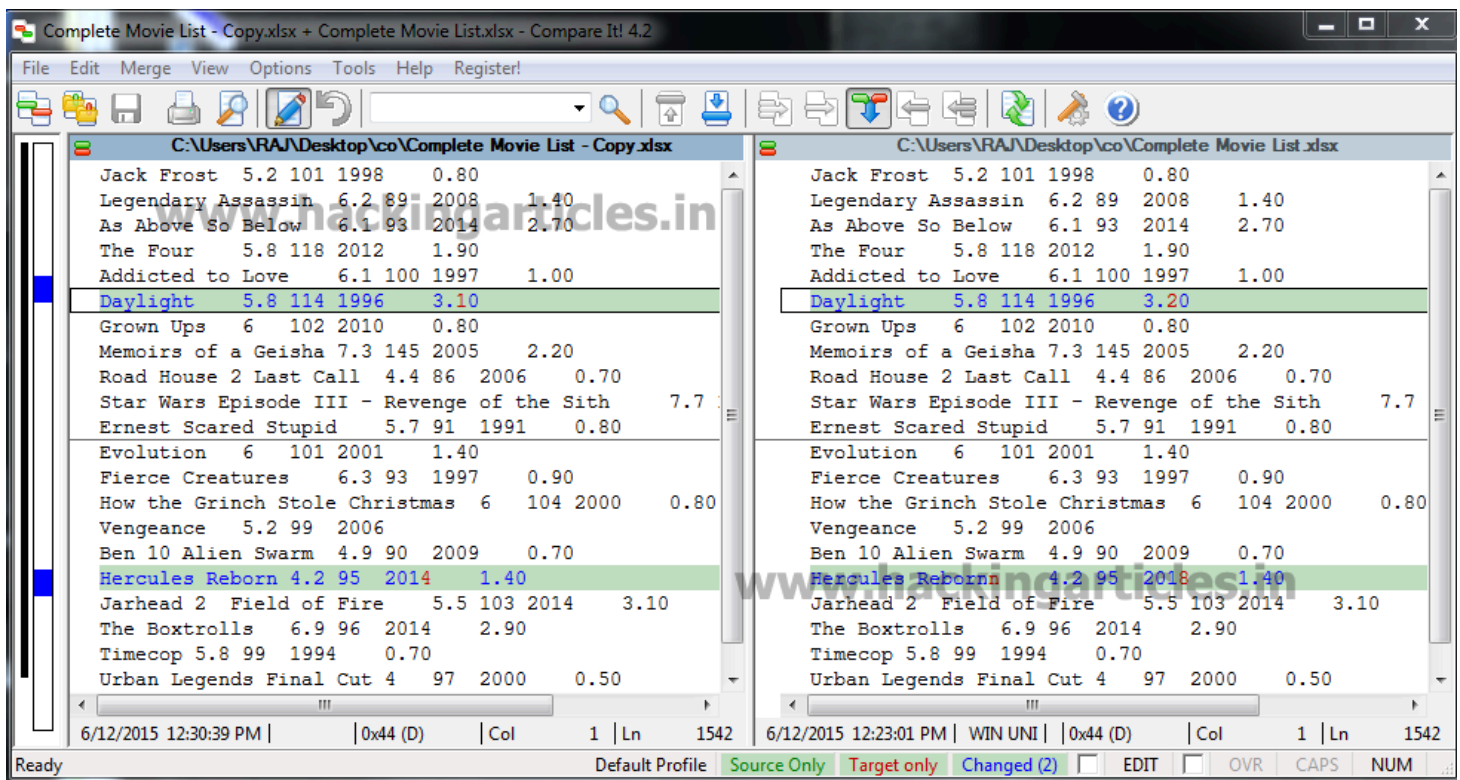 Complete Movie List - Copy.xlsx + Complete Movie List.xlsx - Compare It! 4.2
File Edit Merge View Options Tools Help Register!
C:\Users\RAJ\Desktop\co\Complete Movie List - Copy.xlsx
Jack Frost 5.2 101 1998 0.80
Legendary Assassin 6.2 89 2008 1.40
www.hackingarticles.in
As Above So Below 6.1 93 2014 2.70
The Four 5.8 118 2012 1.90
Addicted to Love 6.1 100 1997 1.00
Daylight 5.8 114 1996 3.10
Grown Ups 6 102 2010 0.80
Memoirs of a Geisha 7.3 145 2005 2.20
Road House 2 Last Call 4.4 86 2006 0.70
Star Wars Episode III - Revenge of the Sith 7.7
Ernest Scared Stupid 5.7 91 1991 0.80
Evolution 6 101 2001 1.40
Fierce Creatures 6.3 93 1997 0.90
How the Grinch Stole Christmas 6 104 2000 0.80
Vengeance 5.2 99 2006
Ben 10 Alien Swarm 4.9 90 2009 0.70
Hercules Reborn 4.2 95 2014 1.40
Jarhead 2 Field of Fire 5.5 103 2014 3.10
The Boxtrolls 6.9 96 2014 2.90
Timecop 5.8 99 1994 0.70
Urban Legends Final Cut 4 97 2000 0.50
6/12/2015 12:30:39 PM 0x44 (D) Col 1 Ln 1542
C:\Users\RAJ\Desktop\co\Complete Movie List.xlsx
Jack Frost 5.2 101 1998 0.80
Legendary Assassin 6.2 89 2008 1.40
As Above So Below 6.1 93 2014 2.70
The Four 5.8 118 2012 1.90
Addicted to Love 6.1 100 1997 1.00
Daylight 5.8 114 1996 3.20
Grown Ups 6 102 2010 0.80
Memoirs of a Geisha 7.3 145 2005 2.20
Road House 2 Last Call 4.4 86 2006 0.70
Star Wars Episode III - Revenge of the Sith 7.7
Ernest Scared Stupid 5.7 91 1991 0.80
Evolution 6 101 2001 1.40
Fierce Creatures 6.3 93 1997 0.90
How the Grinch Stole Christmas 6 104 2000 0.80
Vengeance 5.2 99 2006
Ben 10 Alien Swarm 4.9 90 2009 0.70
Hercules Rebornn 4.2 95 2018 1.40
www.hackingarticles.in
Jarhead 2 Field of Fire 5.5 103 2014 3.10
The Boxtrolls 6.9 96 2014 2.90
Timecop 5.8 99 1994 0.70
Urban Legends Final Cut 4 97 2000 0.50
6/12/2015 12:23:01 PM WIN UNI 0x44 (D) Col 1 Ln 1542
Ready Default Profile Source Only Target only Changed (2) EDIT OVR CAPS NUM